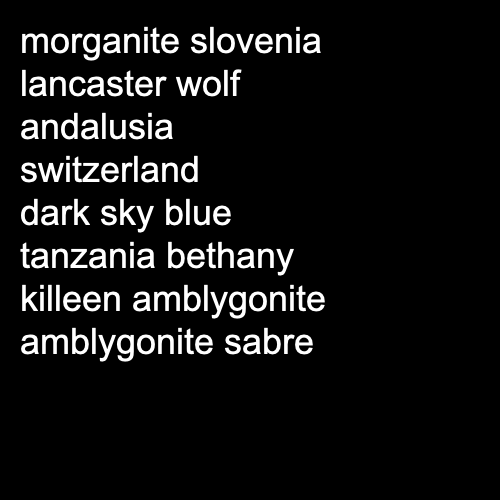 morganite slovenia
lancaster wolf
andalusia
switzerland
dark sky blue
tanzania bethany
killeen amblygonite
amblygonite sabre